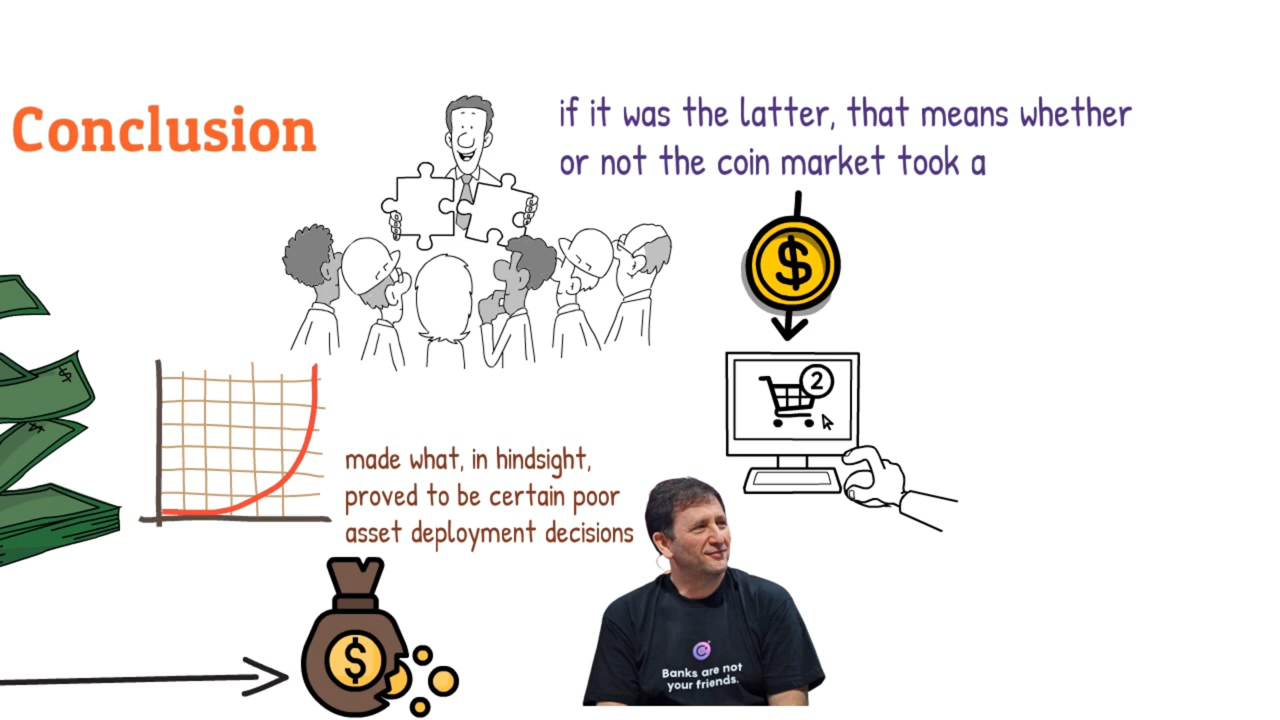 Conclusion
if it was the latter, that means whether
or not the coin market took a
$
2
made what, in hindsight,
proved to be certain poor
asset deployment decisions
$
Banks are not
your friends.